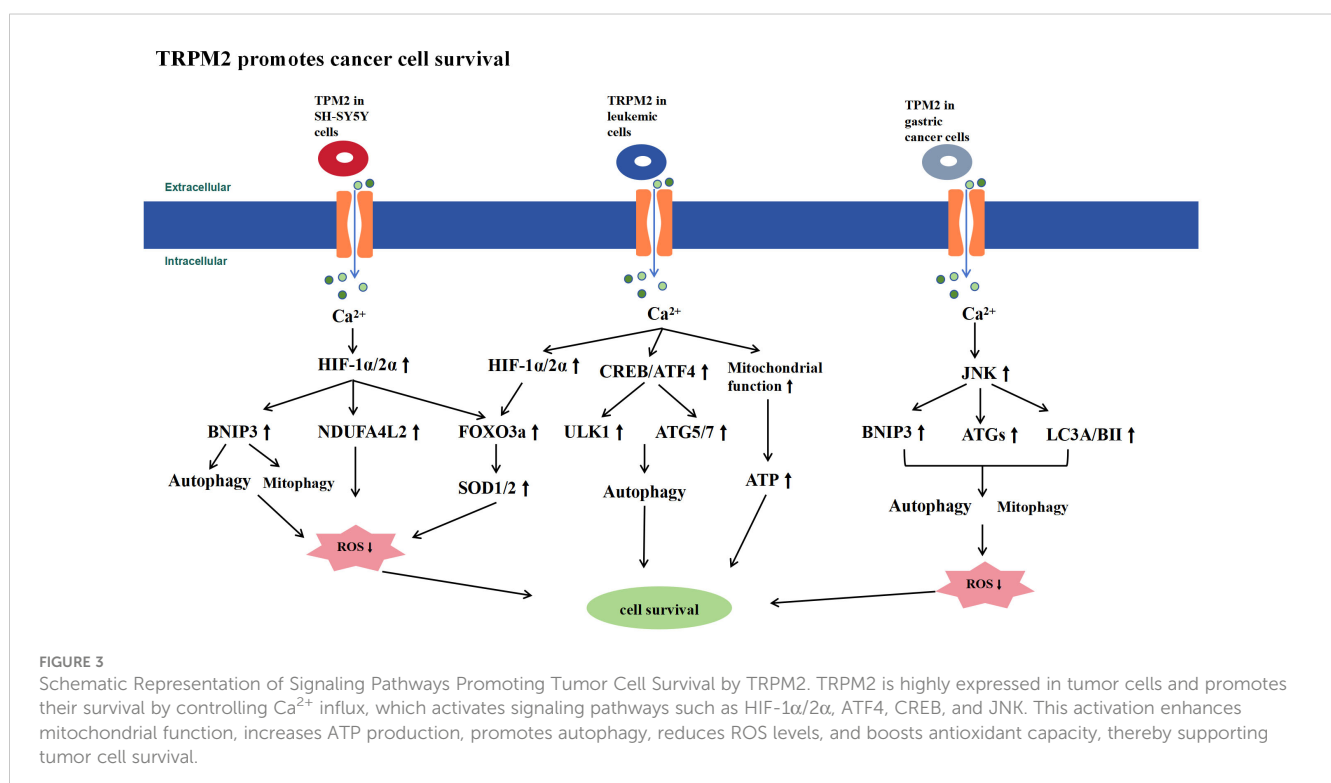 TRPM2 promotes cancer cell survival
TPM2 in
SH-SY5Y
cells
TRPM2 in
leukemic
cells
TPM2 in
gastric
cancer cells
Extracellular
Intracellular
Ca²⁺
Ca²⁺
Ca²⁺
HIF-1α/2α ↑
HIF-1α/2α ↑
CREB/ATF4 ↑
Mitochondrial
function ↑
JNK ↑
BNIP3 ↑
NDUFA4L2 ↑
FOXO3a ↑
ULK1 ↑
ATG5/7 ↑
BNIP3 ↑
ATGs ↑
LC3A/BII ↑
Autophagy
Mitophagy
SOD1/2 ↑
Autophagy
ATP ↑
Autophagy
Mitophagy
ROS ↓
ROS ↓
cell survival
FIGURE 3
Schematic Representation of Signaling Pathways Promoting Tumor Cell Survival by TRPM2. TRPM2 is highly expressed in tumor cells and promotes
their survival by controlling Ca²⁺ influx, which activates signaling pathways such as HIF-1α/2α, ATF4, CREB, and JNK. This activation enhances
mitochondrial function, increases ATP production, promotes autophagy, reduces ROS levels, and boosts antioxidant capacity, thereby supporting
tumor cell survival.